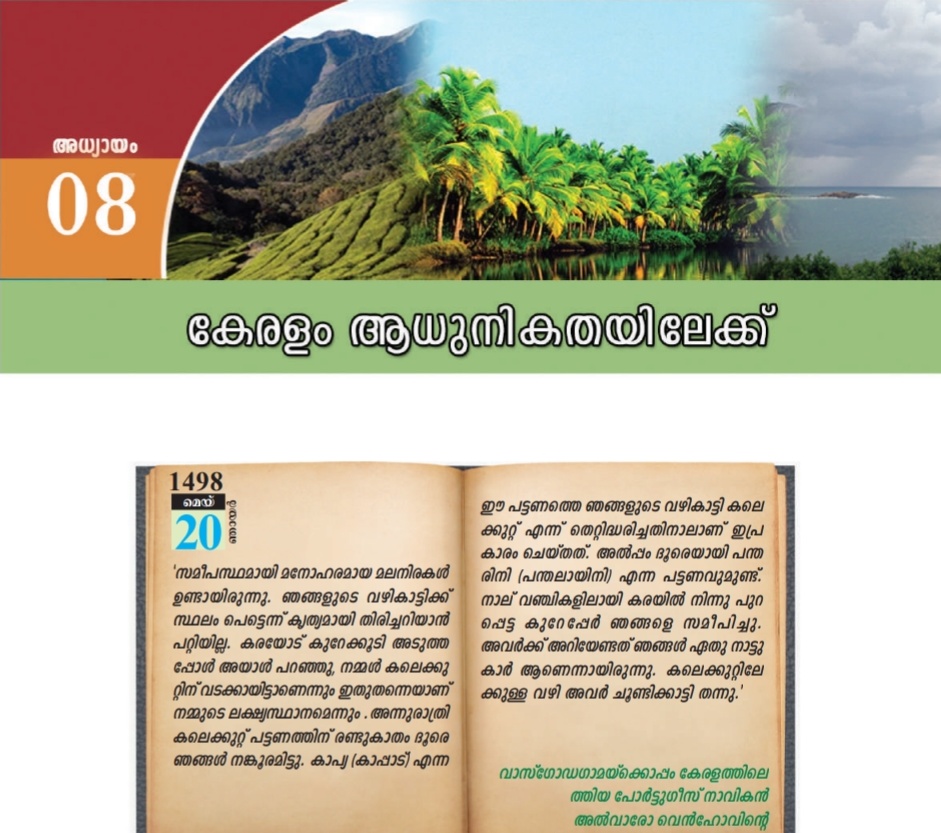 അധ്യായം
08
കേരളം ആധുനികതയിലേക്ക്
1498
മെയ്
20
ഞായറാഴ്ച
'സമീപസ്ഥമായി മനോഹരമായ മലനിരകൾ
ഉണ്ടായിരുന്നു. ഞങ്ങളുടെ വഴികാട്ടിക്ക്
സ്ഥലം പെട്ടെന്ന് കൃത്യമായി തിരിച്ചറിയാൻ
പറ്റിയില്ല. കരയോട് കുറേക്കൂടി അടുത്ത
പ്പോൾ അയാൾ പറഞ്ഞു, നമ്മൾ കലെക്കു
റ്റിന് വടക്കായിട്ടാണെന്നും ഇതുതന്നെയാണ്
നമ്മുടെ ലക്ഷ്യസ്ഥാനമെന്നും . അന്നുരാത്രി
കലെക്കുറ്റ് പട്ടണത്തിന് രണ്ടുകാതം ദൂരെ
ഞങ്ങൾ നങ്കൂരമിട്ടു. കാപ്യ (കാപ്പാട്) എന്ന
ഈ പട്ടണത്തെ ഞങ്ങളുടെ വഴികാട്ടി കലെ
ക്കുറ്റ് എന്ന് തെറ്റിദ്ധരിച്ചതിനാലാണ് ഇപ്ര
കാരം ചെയ്തത്. അൽപ്പം ദൂരെയായി പന്ത
രിനി (പന്തലായിനി) എന്ന പട്ടണവുമുണ്ട്.
നാല് വഞ്ചികളിലായി കരയിൽ നിന്നു പുറ
പ്പെട്ട കുറേപ്പേർ ഞങ്ങളെ സമീപിച്ചു.
അവർക്ക് അറിയേണ്ടത് ഞങ്ങൾ ഏതു നാട്ടു
കാർ ആണെന്നായിരുന്നു. കലെക്കുറ്റിലേ
ക്കുള്ള വഴി അവർ ചൂണ്ടിക്കാട്ടി തന്നു.'
വാസ്ഗോഡഗാമയ്ക്കൊപ്പം കേരളത്തിലെ
ത്തിയ പോർട്ടുഗീസ് നാവികൻ
അൽവാരോ വെൻഹോവിന്റെ